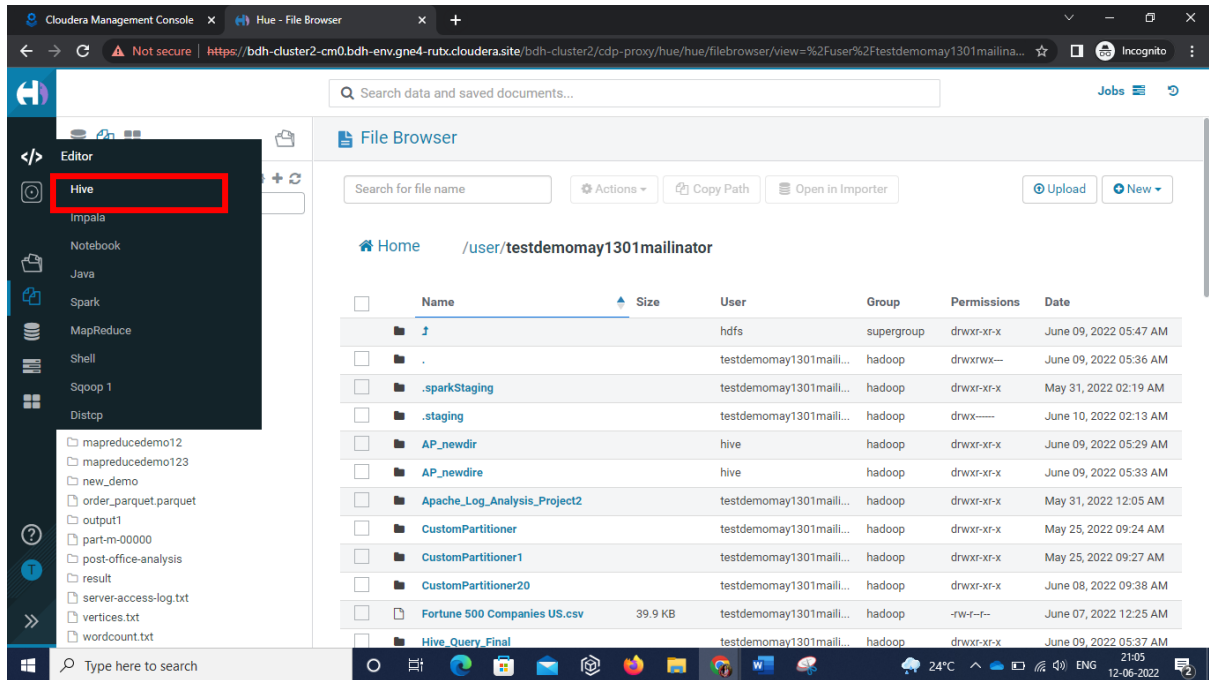 Cloudera Management Console
Hue - File Browser
Not secure | https://bdh-cluster2-cm0.bdh-env.gne4-rutx.cloudera.site/bdh-cluster2/cdp-proxy/hue/hue/filebrowser/view=%2Fuser%2Ftestdemomay1301mailina...
Incognito
Search data and saved documents...
Jobs
Editor
Hive
Impala
Notebook
Java
Spark
MapReduce
Shell
Sqoop 1
Distcp
mapreducedemo12
mapreducedemo123
new_demo
order_parquet.parquet
output1
part-m-00000
post-office-analysis
result
server-access-log.txt
vertices.txt
wordcount.txt
File Browser
Search for file name
Actions
Copy Path
Open in Importer
Upload
New
Home /user/testdemomay1301mailinator
Name Size User Group Permissions Date
hdfs supergroup drwxr-xr-x June 09, 2022 05:47 AM
. testdemomay1301maili... hadoop drwxrwx--- June 09, 2022 05:36 AM
.sparkStaging testdemomay1301maili... hadoop drwxr-xr-x May 31, 2022 02:19 AM
.staging testdemomay1301maili... hadoop drwx------ June 10, 2022 02:13 AM
AP_newdir hive hadoop drwxr-xr-x June 09, 2022 05:29 AM
AP_newdire hive hadoop drwxr-xr-x June 09, 2022 05:33 AM
Apache_Log_Analysis_Project2 testdemomay1301maili... hadoop drwxr-xr-x May 31, 2022 12:05 AM
CustomPartitioner testdemomay1301maili... hadoop drwxr-xr-x May 25, 2022 09:24 AM
CustomPartitioner1 testdemomay1301maili... hadoop drwxr-xr-x May 25, 2022 09:27 AM
CustomPartitioner20 testdemomay1301maili... hadoop drwxr-xr-x June 08, 2022 09:38 AM
Fortune 500 Companies US.csv 39.9 KB testdemomay1301maili... hadoop -rw-r--r-- June 07, 2022 12:25 AM
Hive_Query_Final testdemomay1301maili... hadoop drwxr-xr-x June 09, 2022 05:37 AM
T
Type here to search
24°C
ENG
21:05
12-06-2022
2